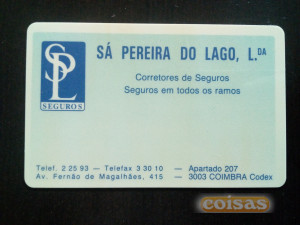 SPL
SEGUROS
SÁ PEREIRA DO LAGO, L.DA
Corretores de Seguros
Seguros em todos os ramos
Telef. 2 25 93 — Telefax 3 30 10 — Apartado 207
Av. Fernão de Magalhães, 415 — 3003 COIMBRA Codex
coisas